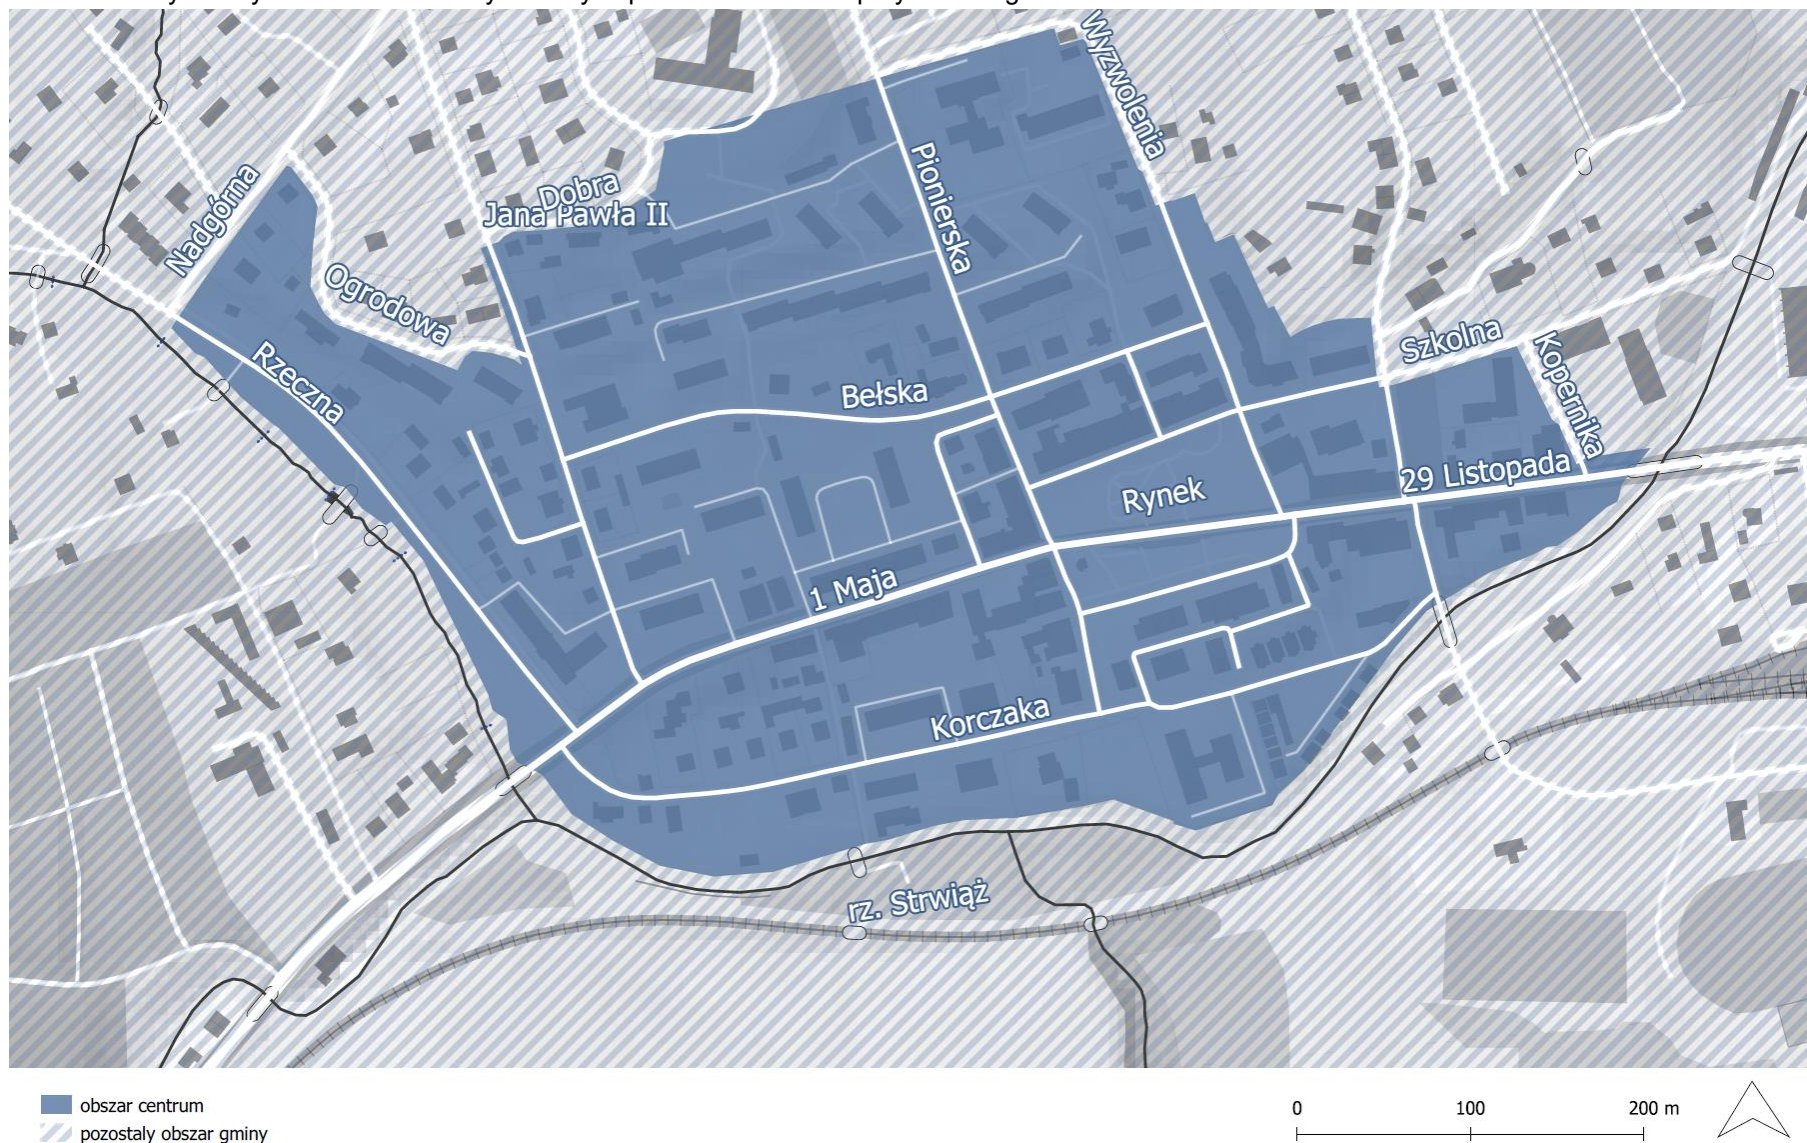 Wyzwolenia
Pionierska
Nadgórna
Dobra
Jana Pawła II
Ogrodowa
Rzeczna
Szkolna
Kopernika
Bełska
29 Listopada
Rynek
1 Maja
Korczaka
rz. Strwiąż
obszar centrum
pozostaly obszar gminy
0 100 200 m